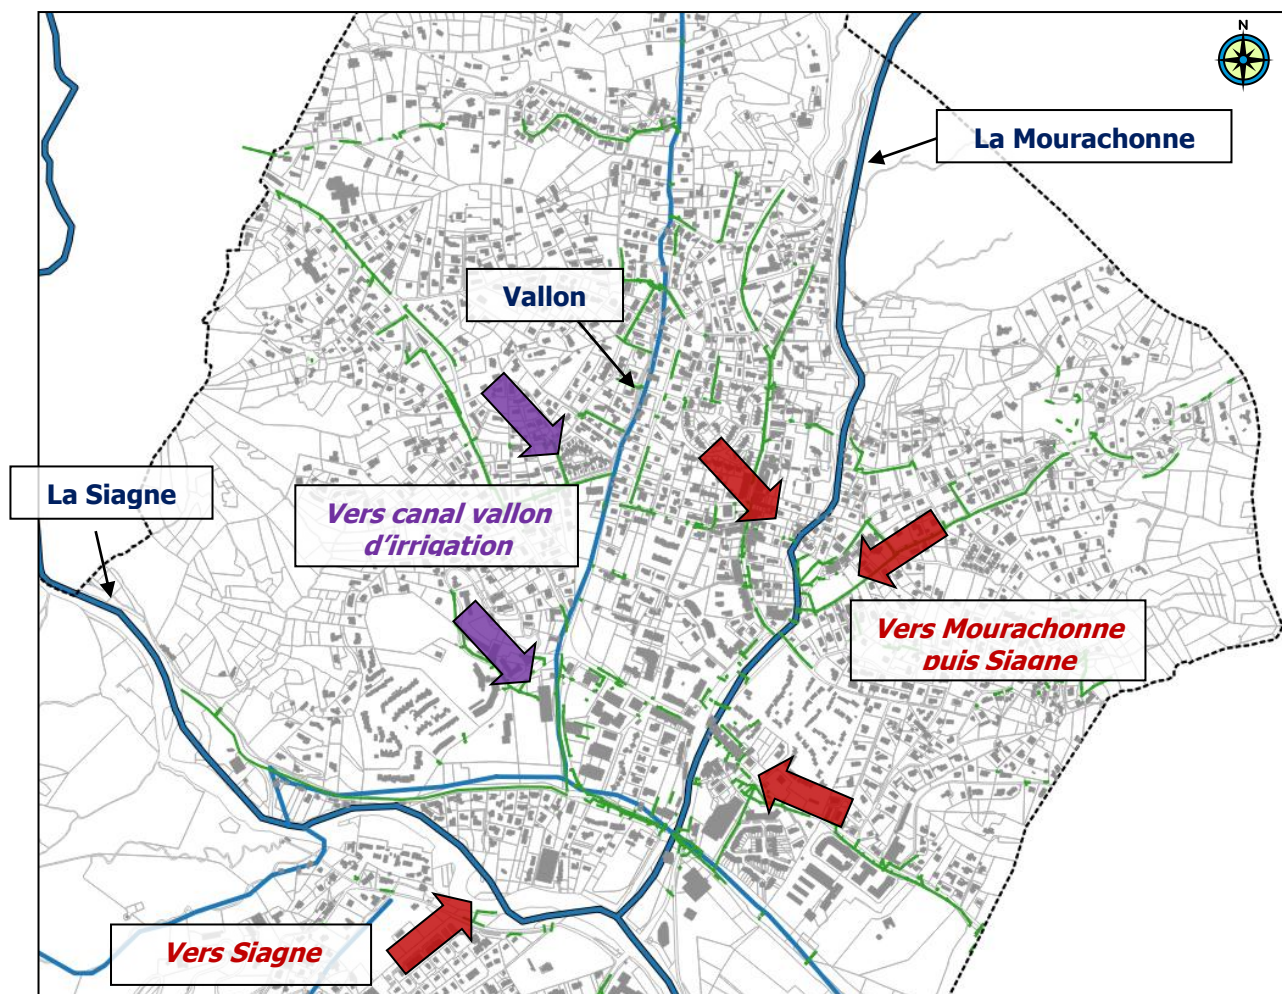 N
La Mourachonne
Vallon
La Siagne
Vers canal vallon
d'irrigation
Vers Mourachonne
puis Siagne
Vers Siagne